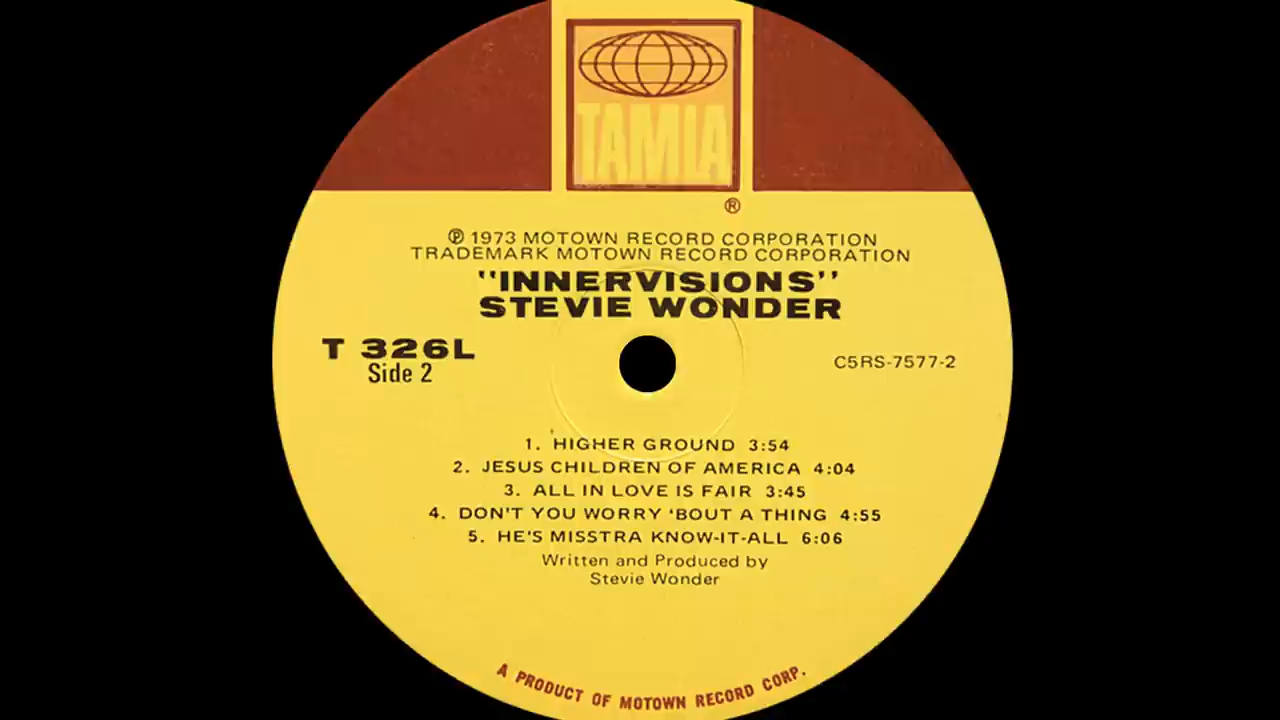 TAMLA
®
℗ 1973 MOTOWN RECORD CORPORATION
TRADEMARK MOTOWN RECORD CORPORATION
"INNERVISIONS"
STEVIE WONDER
T 326L
Side 2
C5RS-7577-2
1. HIGHER GROUND 3:54
2. JESUS CHILDREN OF AMERICA 4:04
3. ALL IN LOVE IS FAIR 3:45
4. DON'T YOU WORRY 'BOUT A THING 4:55
5. HE'S MISSTRA KNOW-IT-ALL 6:06
Written and Produced by
Stevie Wonder
A PRODUCT OF MOTOWN RECORD CORP.